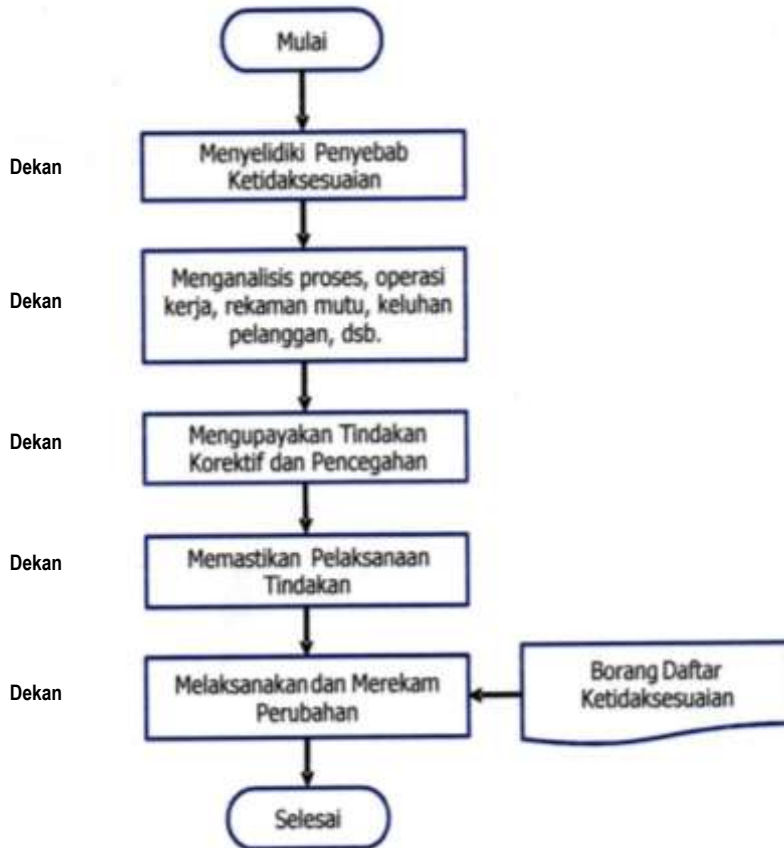 Mulai
Dekan
Menyelidiki Penyebab
Ketidaksesuaian
Dekan
Menganalisis proses, operasi
kerja, rekaman mutu, keluhan
pelanggan, dsb.
Dekan
Mengupayakan Tindakan
Korektif dan Pencegahan
Dekan
Memastikan Pelaksanaan
Tindakan
Dekan
Melaksanakan dan Merekam
Perubahan
Borang Daftar
Ketidaksesuaian
Selesai